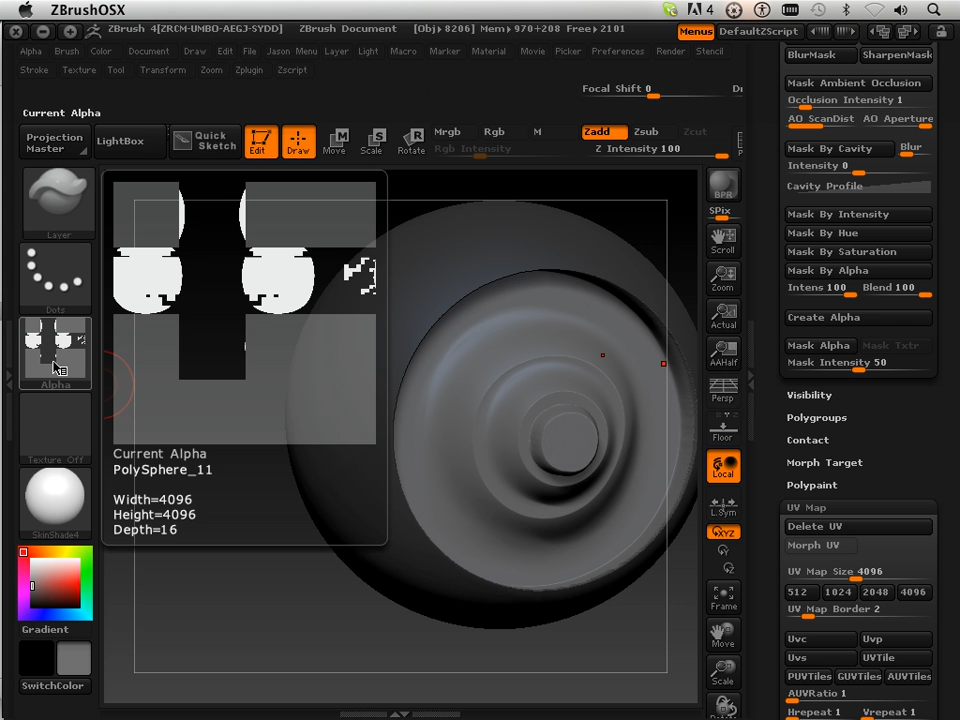 ZBrushOSX
4
ZBrush 4[ZRCM-UMBO-AEGJ-SYDD] ZBrush Document [Obj> 8206] Mem> 970+208 Free> 2101 Menus DefaultZScript
Alpha Brush Color Document Draw Edit File Jason Menu Layer Light Macro Marker Material Movie Picker Preferences Render Stencil
Stroke Texture Tool Transform Zoom Zplugin Zscript
Focal Shift 0
Current Alpha
Projection Master
LightBox
Quick Sketch
Edit
Draw
Move
Scale
Rotate
Mrgb Rgb M
Rgb Intensity
Zadd Zsub Zcut
Z Intensity 100
Layer
Dots
Alpha
Texture Off
SkinShade4
Gradient
SwitchColor
Current Alpha
PolySphere_11
Width=4096
Height=4096
Depth=16
BPR
SPix
Scroll
Zoom
Actual
AAHalf
Persp
Floor
Local
L.Sym
XYZ
Y
Z
Frame
Move
Scale
BlurMask SharpenMask
Mask Ambient Occlusion
Occlusion Intensity 1
AO ScanDist AO Aperture
Mask By Cavity Blur
Intensity 0
Cavity Profile
Mask By Intensity
Mask By Hue
Mask By Saturation
Mask By Alpha
Intens 100 Blend 100
Create Alpha
Mask Alpha Mask Txtr
Mask Intensity 50
Visibility
Polygroups
Contact
Morph Target
Polypaint
UV Map
Delete UV
Morph UV
UV Map Size 4096
512 1024 2048 4096
UV Map Border 2
Uvc Uvp
Uvs UVTile
PUVTiles GUVTiles AUVTiles
AUVRatio 1
Hrepeat 1 Vrepeat 1